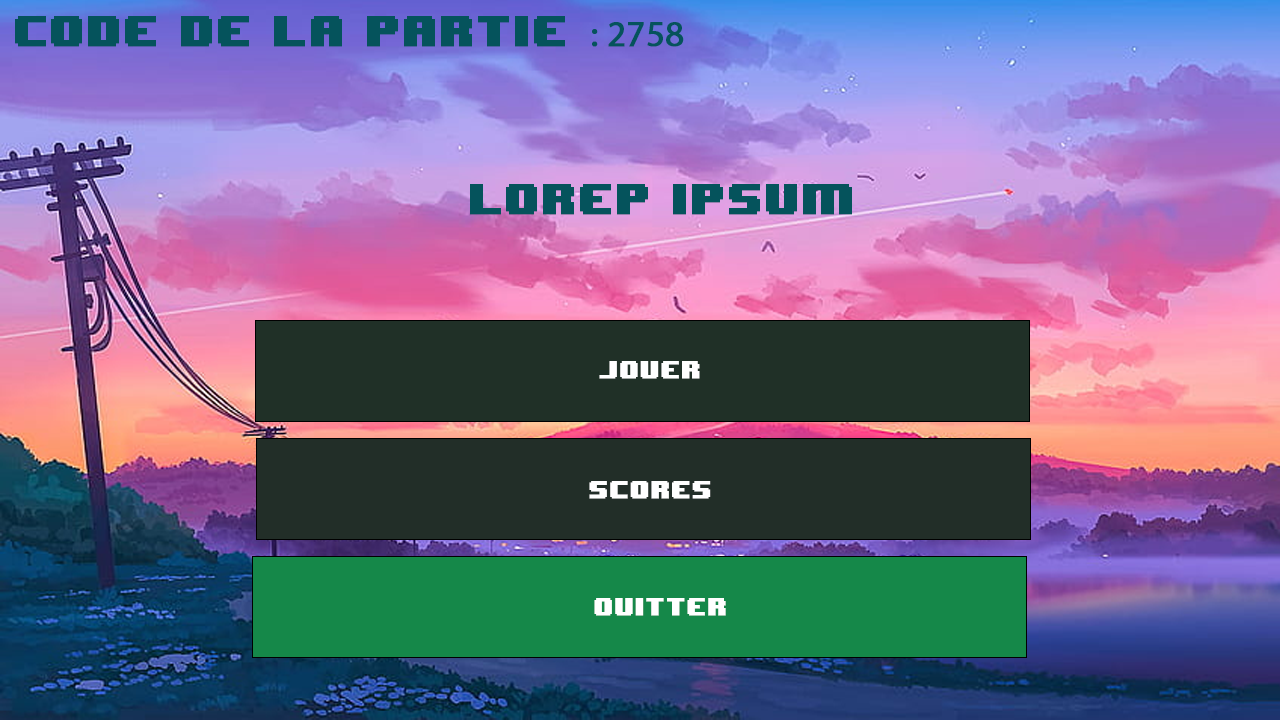 CODE DE LA PARTIE : 2758
LOREP IPSUM
JOUER
SCORES
QUITTER